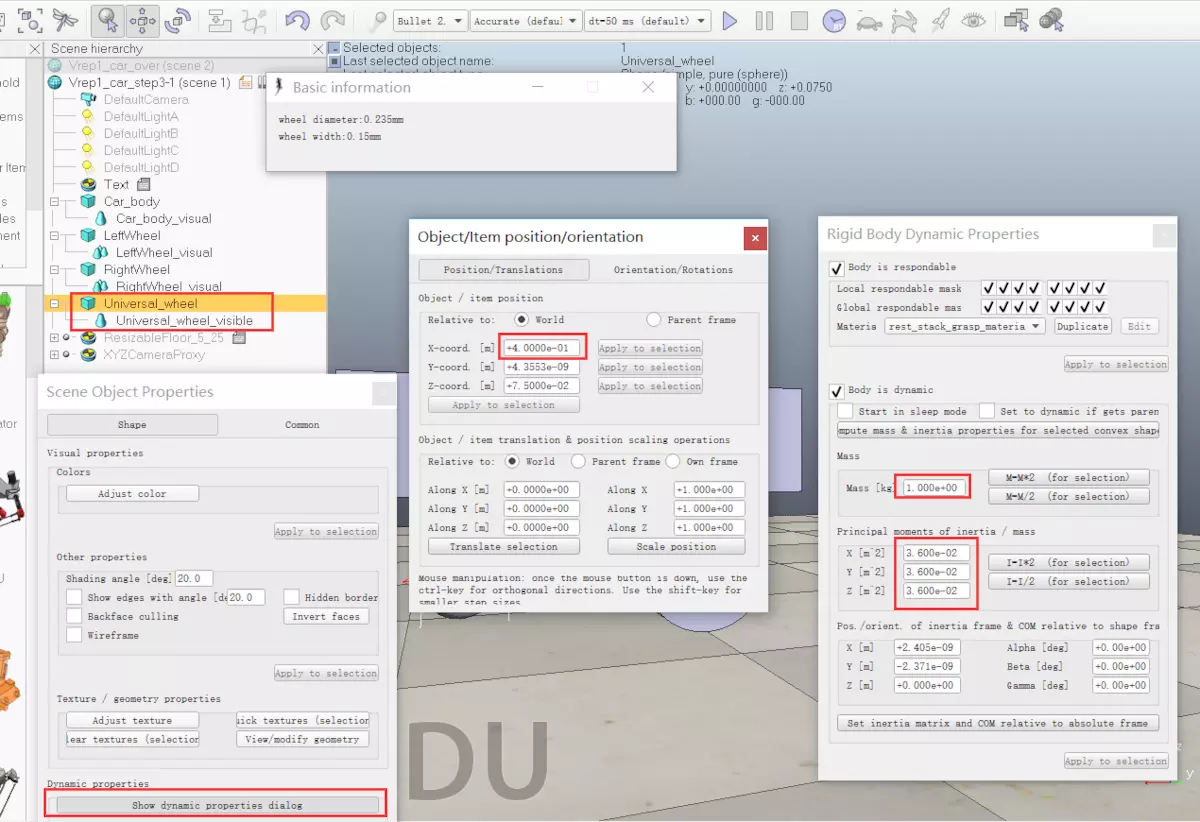 Bullet 2. Accurate (defaul dt=50 ms (default)
Scene hierarchy
Selected objects: 1
Last selected object name: Universal_wheel
mple, pure (sphere))
y: +0.00000000 z: +0.0750
b: +000.00 g: -000.00
Vrep1_car_over (scene 2)
Vrep1_car_step3-1 (scene 1)
DefaultCamera
DefaultLightA
DefaultLightB
DefaultLightC
DefaultLightD
Text
Car_body
Car_body_visual
LeftWheel
LeftWheel_visual
RightWheel
RightWheel_visual
Universal_wheel
Universal_wheel_visible
ResizableFloor_5_25
XYZCameraProxy
Basic information
wheel diameter:0.235mm
wheel width:0.15mm
Scene Object Properties
Shape Common
Visual properties
Colors
Adjust color
Apply to selection
Other properties
Shading angle [deg] 20.0
Show edges with angle [de 20.0 Hidden border
Backface culling Invert faces
Wireframe
Apply to selection
Texture / geometry properties
Adjust texture uick textures (selection
lear textures (selection View/modify geometry
Dynamic properties
Show dynamic properties dialog
Object/Item position/orientation
Position/Translations Orientation/Rotations
Object / item position
Relative to: World Parent frame
X-coord. [m] +4.0000e-01 Apply to selection
Y-coord. [m] +4.3553e-09 Apply to selection
Z-coord. [m] +7.5000e-02 Apply to selection
Apply to selection
Object / item translation & position scaling operations
Relative to: World Parent frame Own frame
Along X [m] +0.0000e+00 Along X +1.000e+00
Along Y [m] +0.0000e+00 Along Y +1.000e+00
Along Z [m] +0.0000e+00 Along Z +1.000e+00
Translate selection Scale position
Mouse manipulation: once the mouse button is down, use the
ctrl-key for orthogonal directions. Use the shift-key for
smaller step sizes
Rigid Body Dynamic Properties
Body is respondable
Local respondable mask
Global respondable mas
Materia rest_stack_grasp_materia Duplicate Edit
Apply to selection
Body is dynamic
Start in sleep mode Set to dynamic if gets paren
mpute mass & inertia properties for selected convex shape
Mass
Mass [kg 1.000e+00 M=M*2 (for selection)
M=M/2 (for selection)
Principal moments of inertia / mass
X [m^2] 3.600e-02 I=I*2 (for selection)
Y [m^2] 3.600e-02 I=I/2 (for selection)
Z [m^2] 3.600e-02
Pos./orient. of inertia frame & COM relative to shape fra
X [m] +2.405e-09 Alpha [deg] +0.00e+00
Y [m] -2.371e-09 Beta [deg] +0.00e+00
Z [m] +0.000e+00 Gamma [deg] +0.00e+00
Set inertia matrix and COM relative to absolute frame
Apply to selection
DU